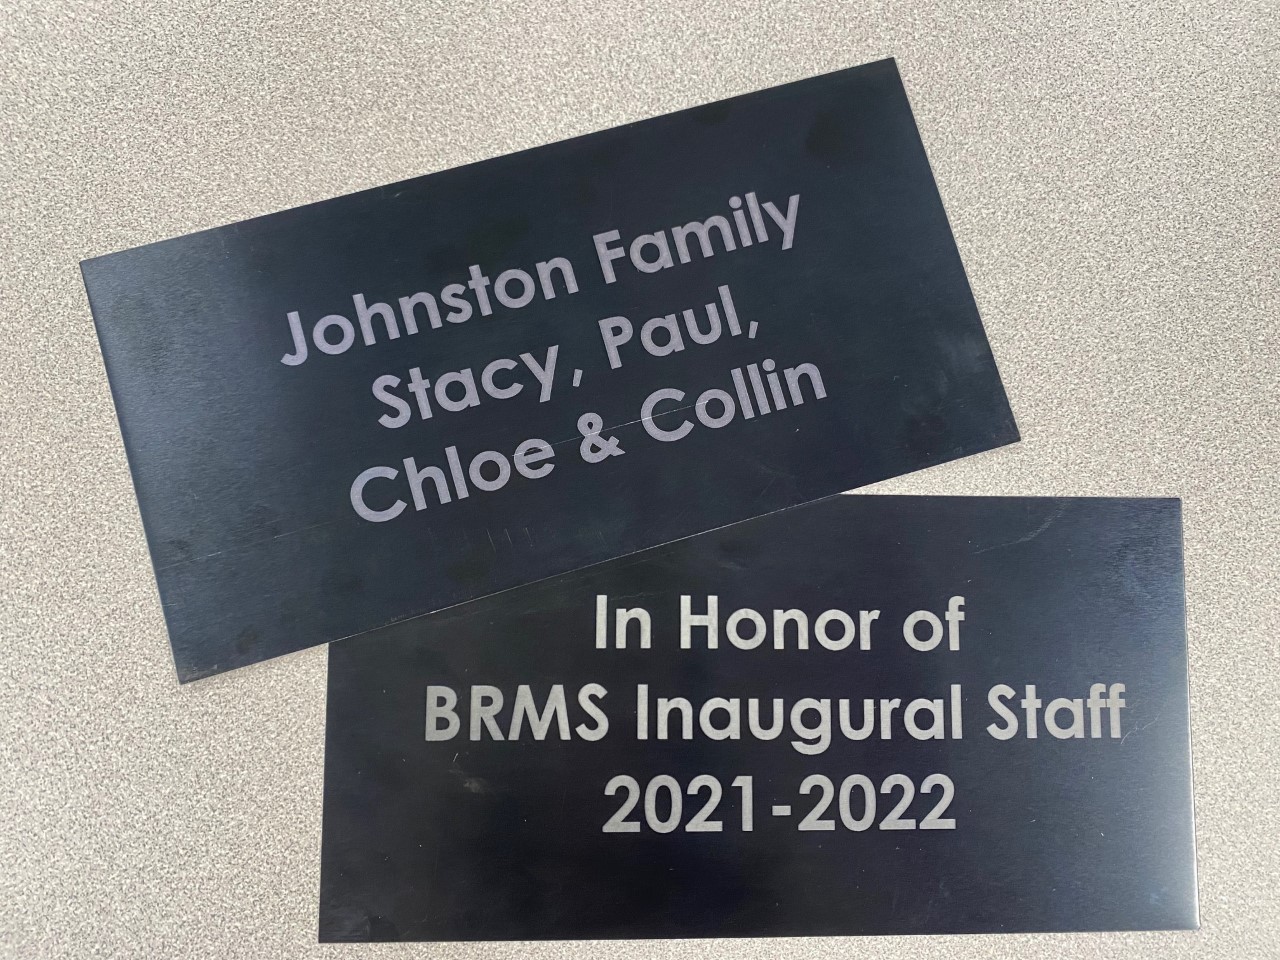 Johnston Family
Stacy, Paul,
Chloe & Collin
In Honor of
BRMS Inaugural Staff
2021-2022